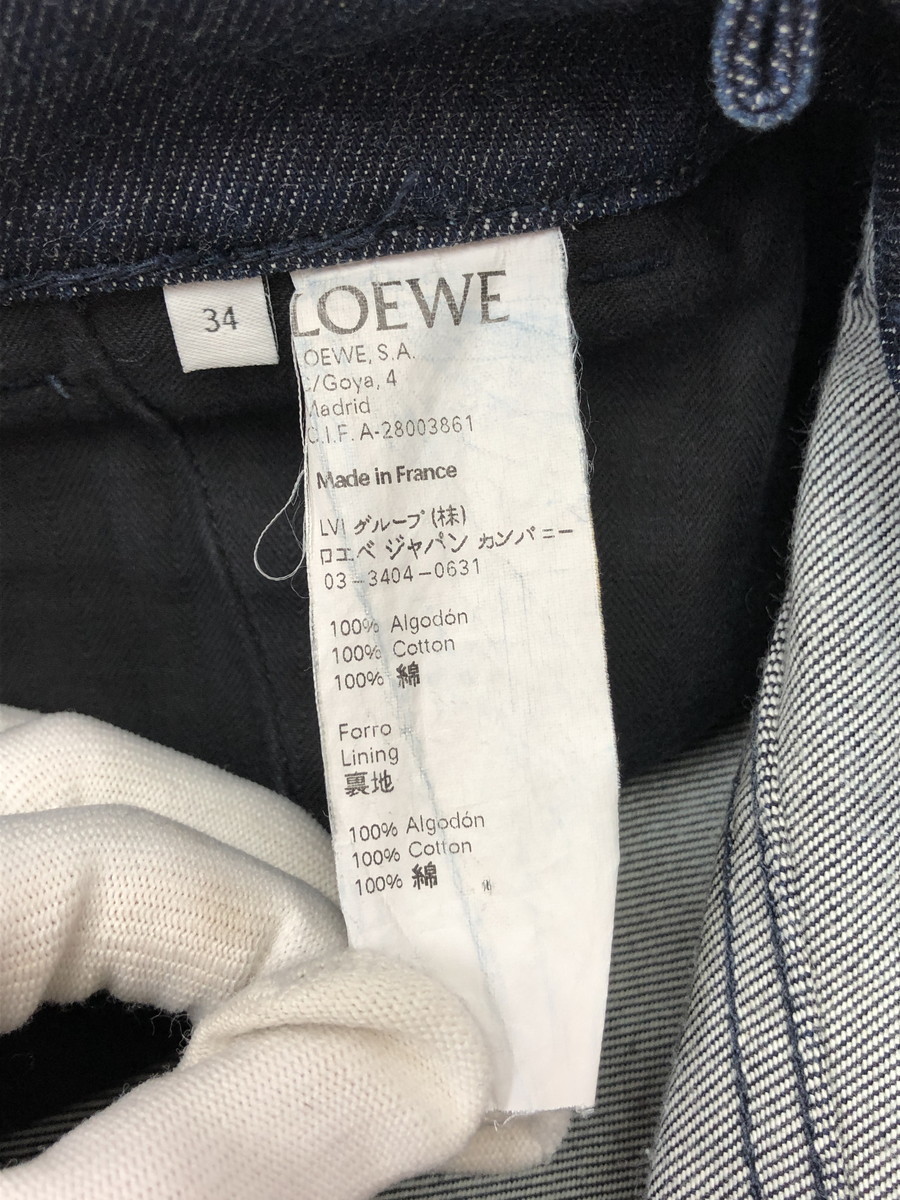 34
LOEWE
LOEWE, S.A.
C/Goya, 4
Madrid
C.I.F. A-28003861
Made in France
LVJ グループ (株)
ロエベ ジャパン カンパニー
03-3404-0631
100% Algodón
100% Cotton
100% 綿
Forro
Lining
裏地
100% Algodón
100% Cotton
100% 綿